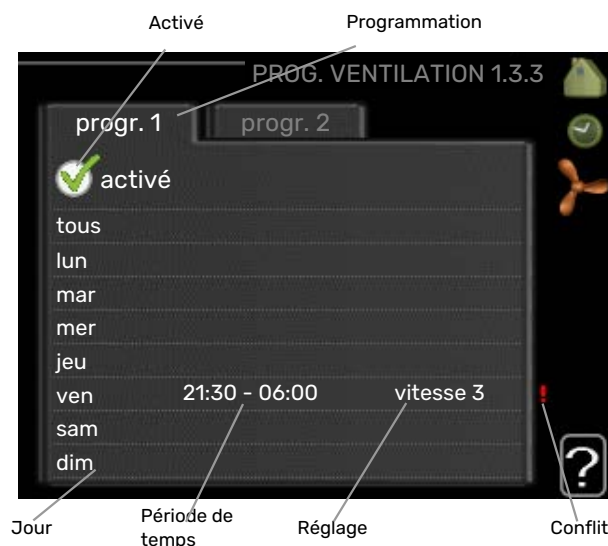 Activé Programmation
PROG. VENTILATION 1.3.3
progr. 1 progr. 2
activé
tous
lun
mar
mer
jeu
ven 21:30 - 06:00 vitesse 3 !
sam
dim
?
Jour Période de temps Réglage Conflit